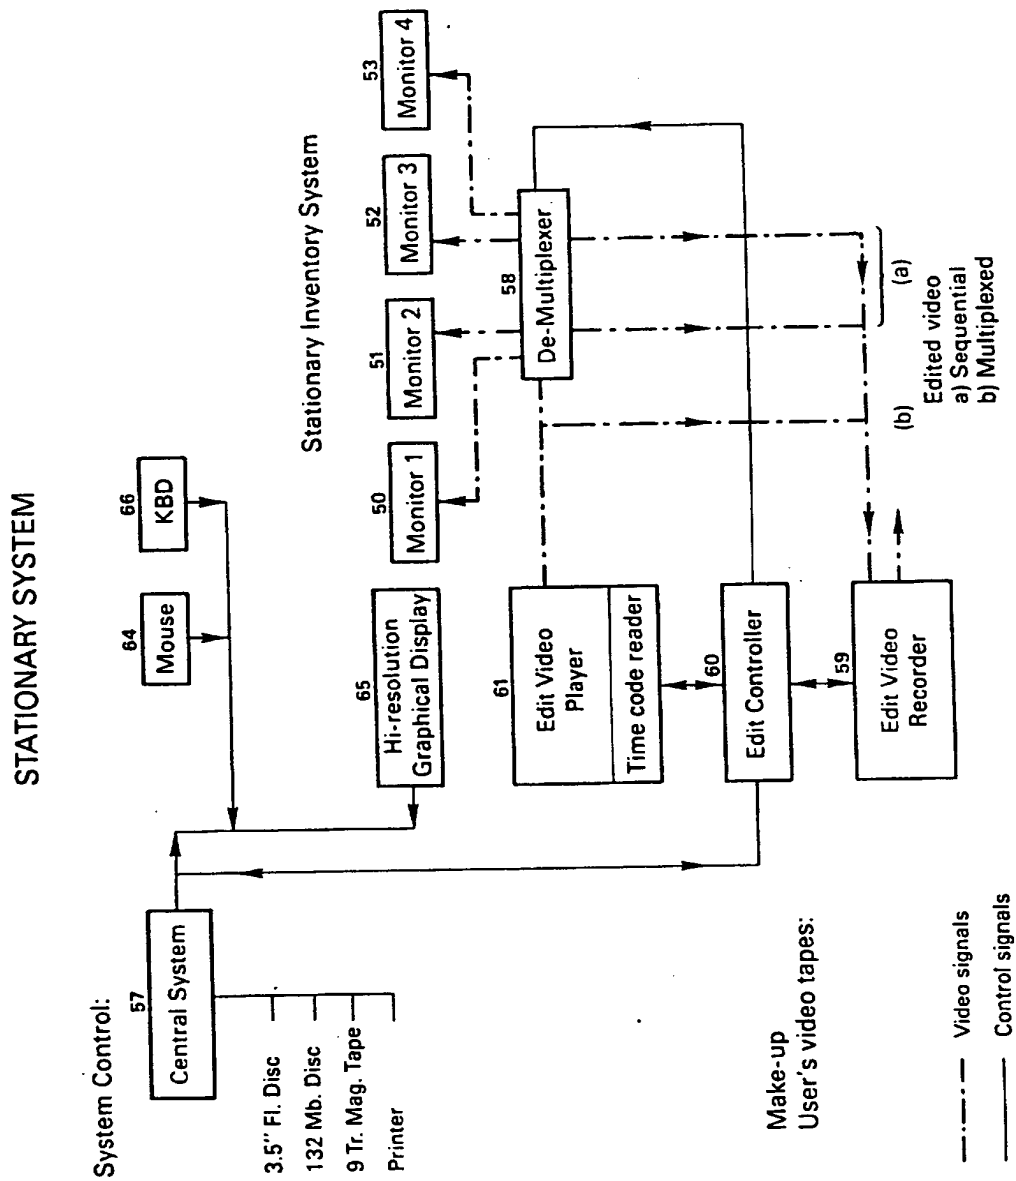 STATIONARY SYSTEM
System Control:
57
Central System
3.5" Fl. Disc
132 Mb. Disc
9 Tr. Mag. Tape
Printer
64
Mouse
66
KBD
65
Hi-resolution
Graphical Display
Stationary Inventory System
50
Monitor 1
51
Monitor 2
52
Monitor 3
53
Monitor 4
58
De-Multiplexer
61
Edit Video
Player
Time code reader
60
Edit Controller
59
Edit Video
Recorder
(b)
(a)
Edited video
a) Sequential
b) Multiplexed
Make-up
User's video tapes:
Video signals
Control signals